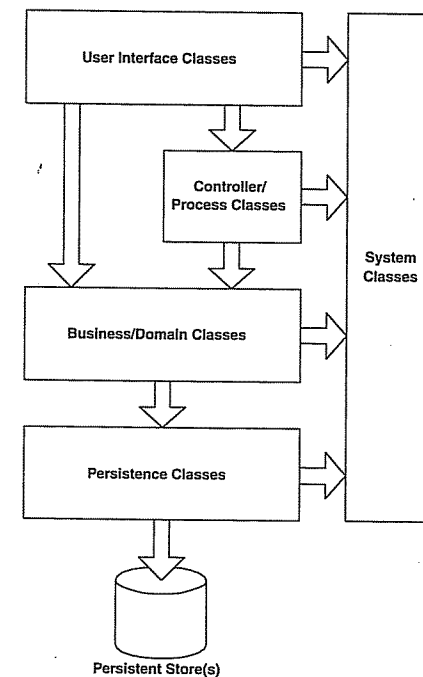 User Interface Classes
Controller/
Process Classes
System
Classes
Business/Domain Classes
Persistence Classes
Persistent Store(s)